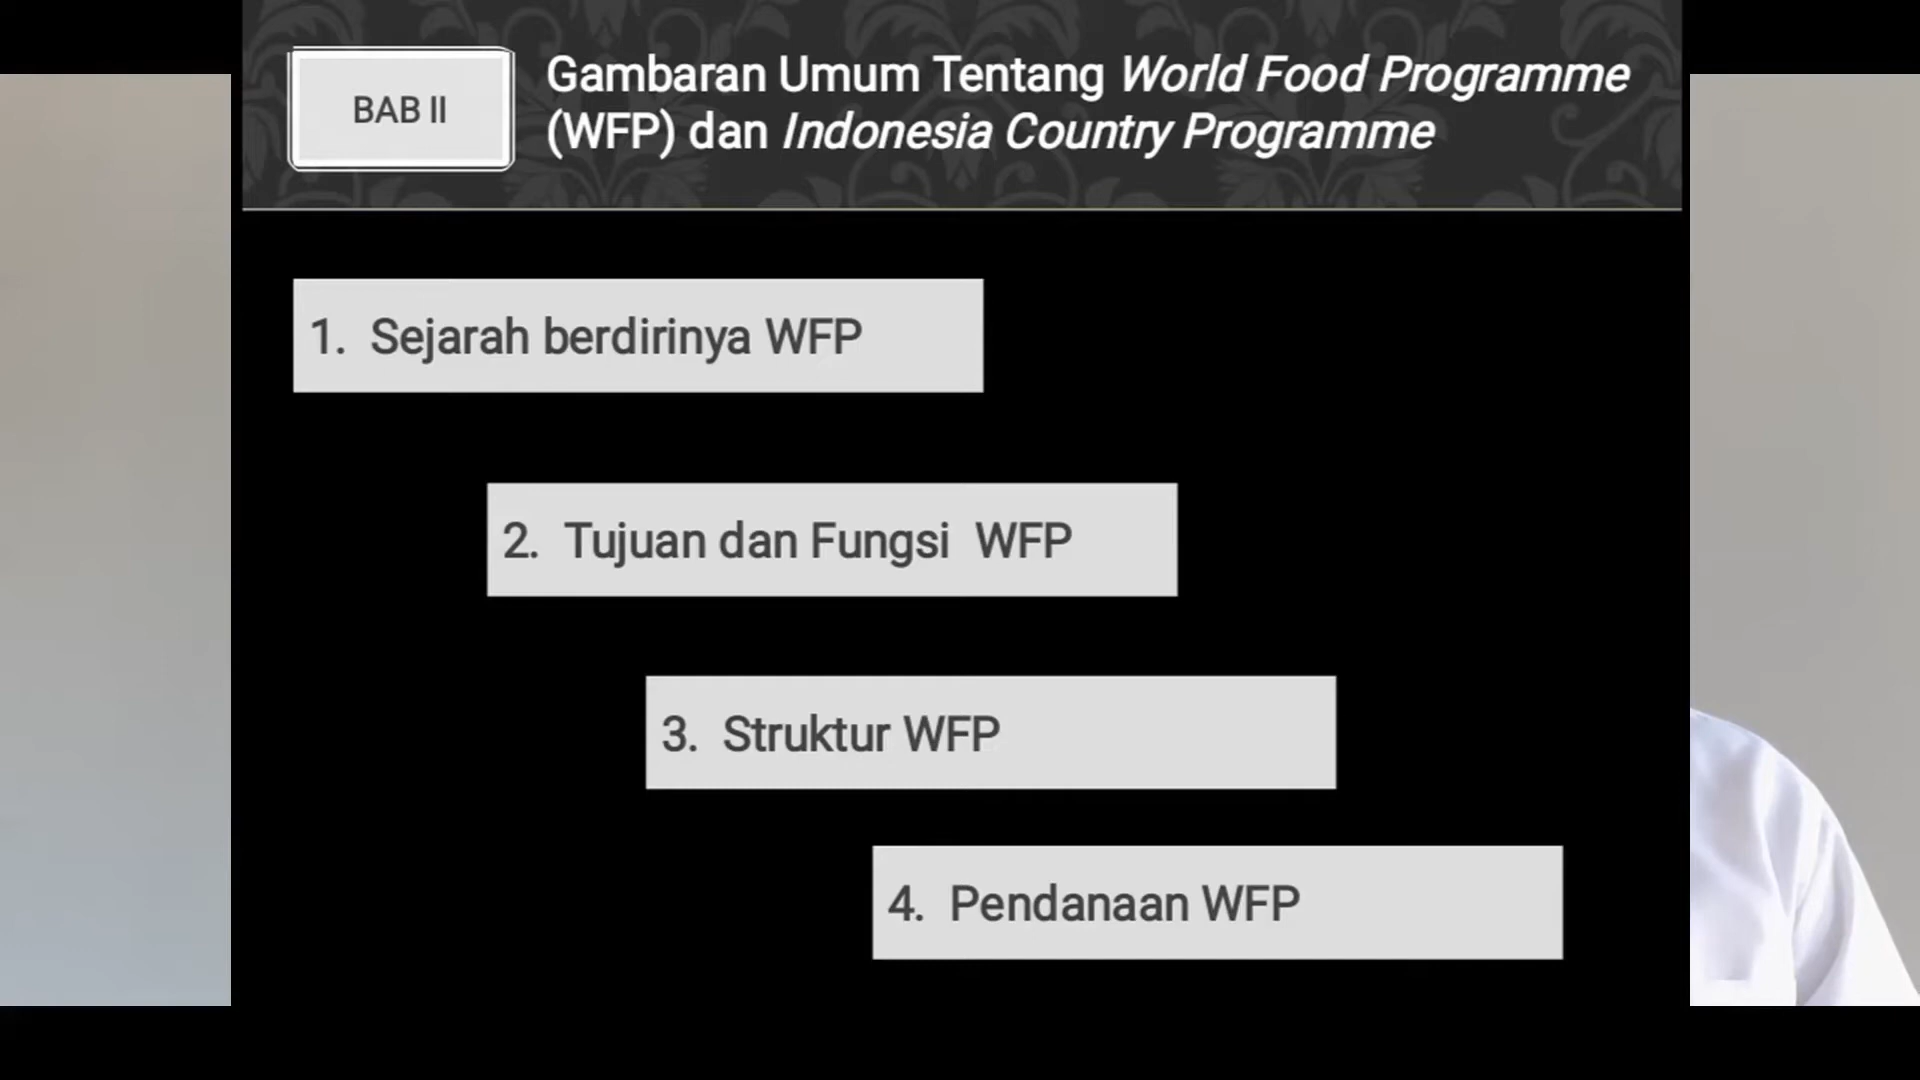 BAB II
Gambaran Umum Tentang World Food Programme
(WFP) dan Indonesia Country Programme
1. Sejarah berdirinya WFP
2. Tujuan dan Fungsi WFP
3. Struktur WFP
4. Pendanaan WFP